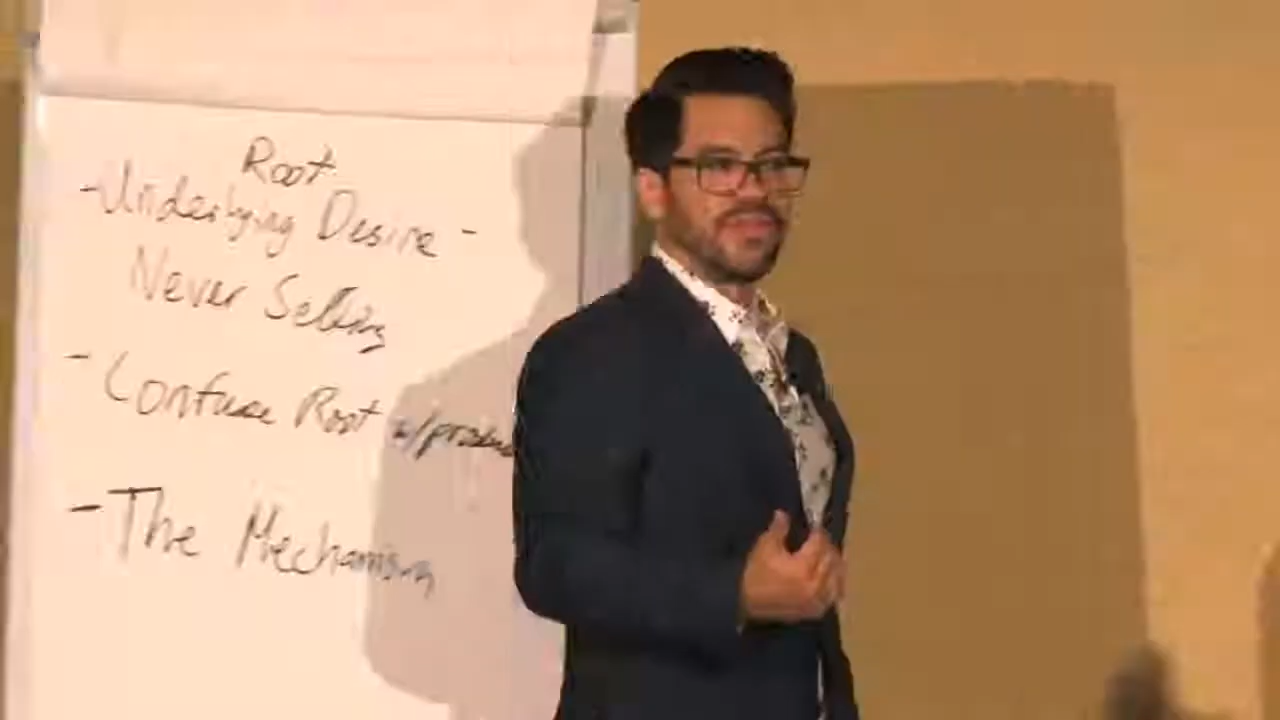 Root
- Underlying Desire -
Never Selling
- Confuse Root w/
- The Mechanism